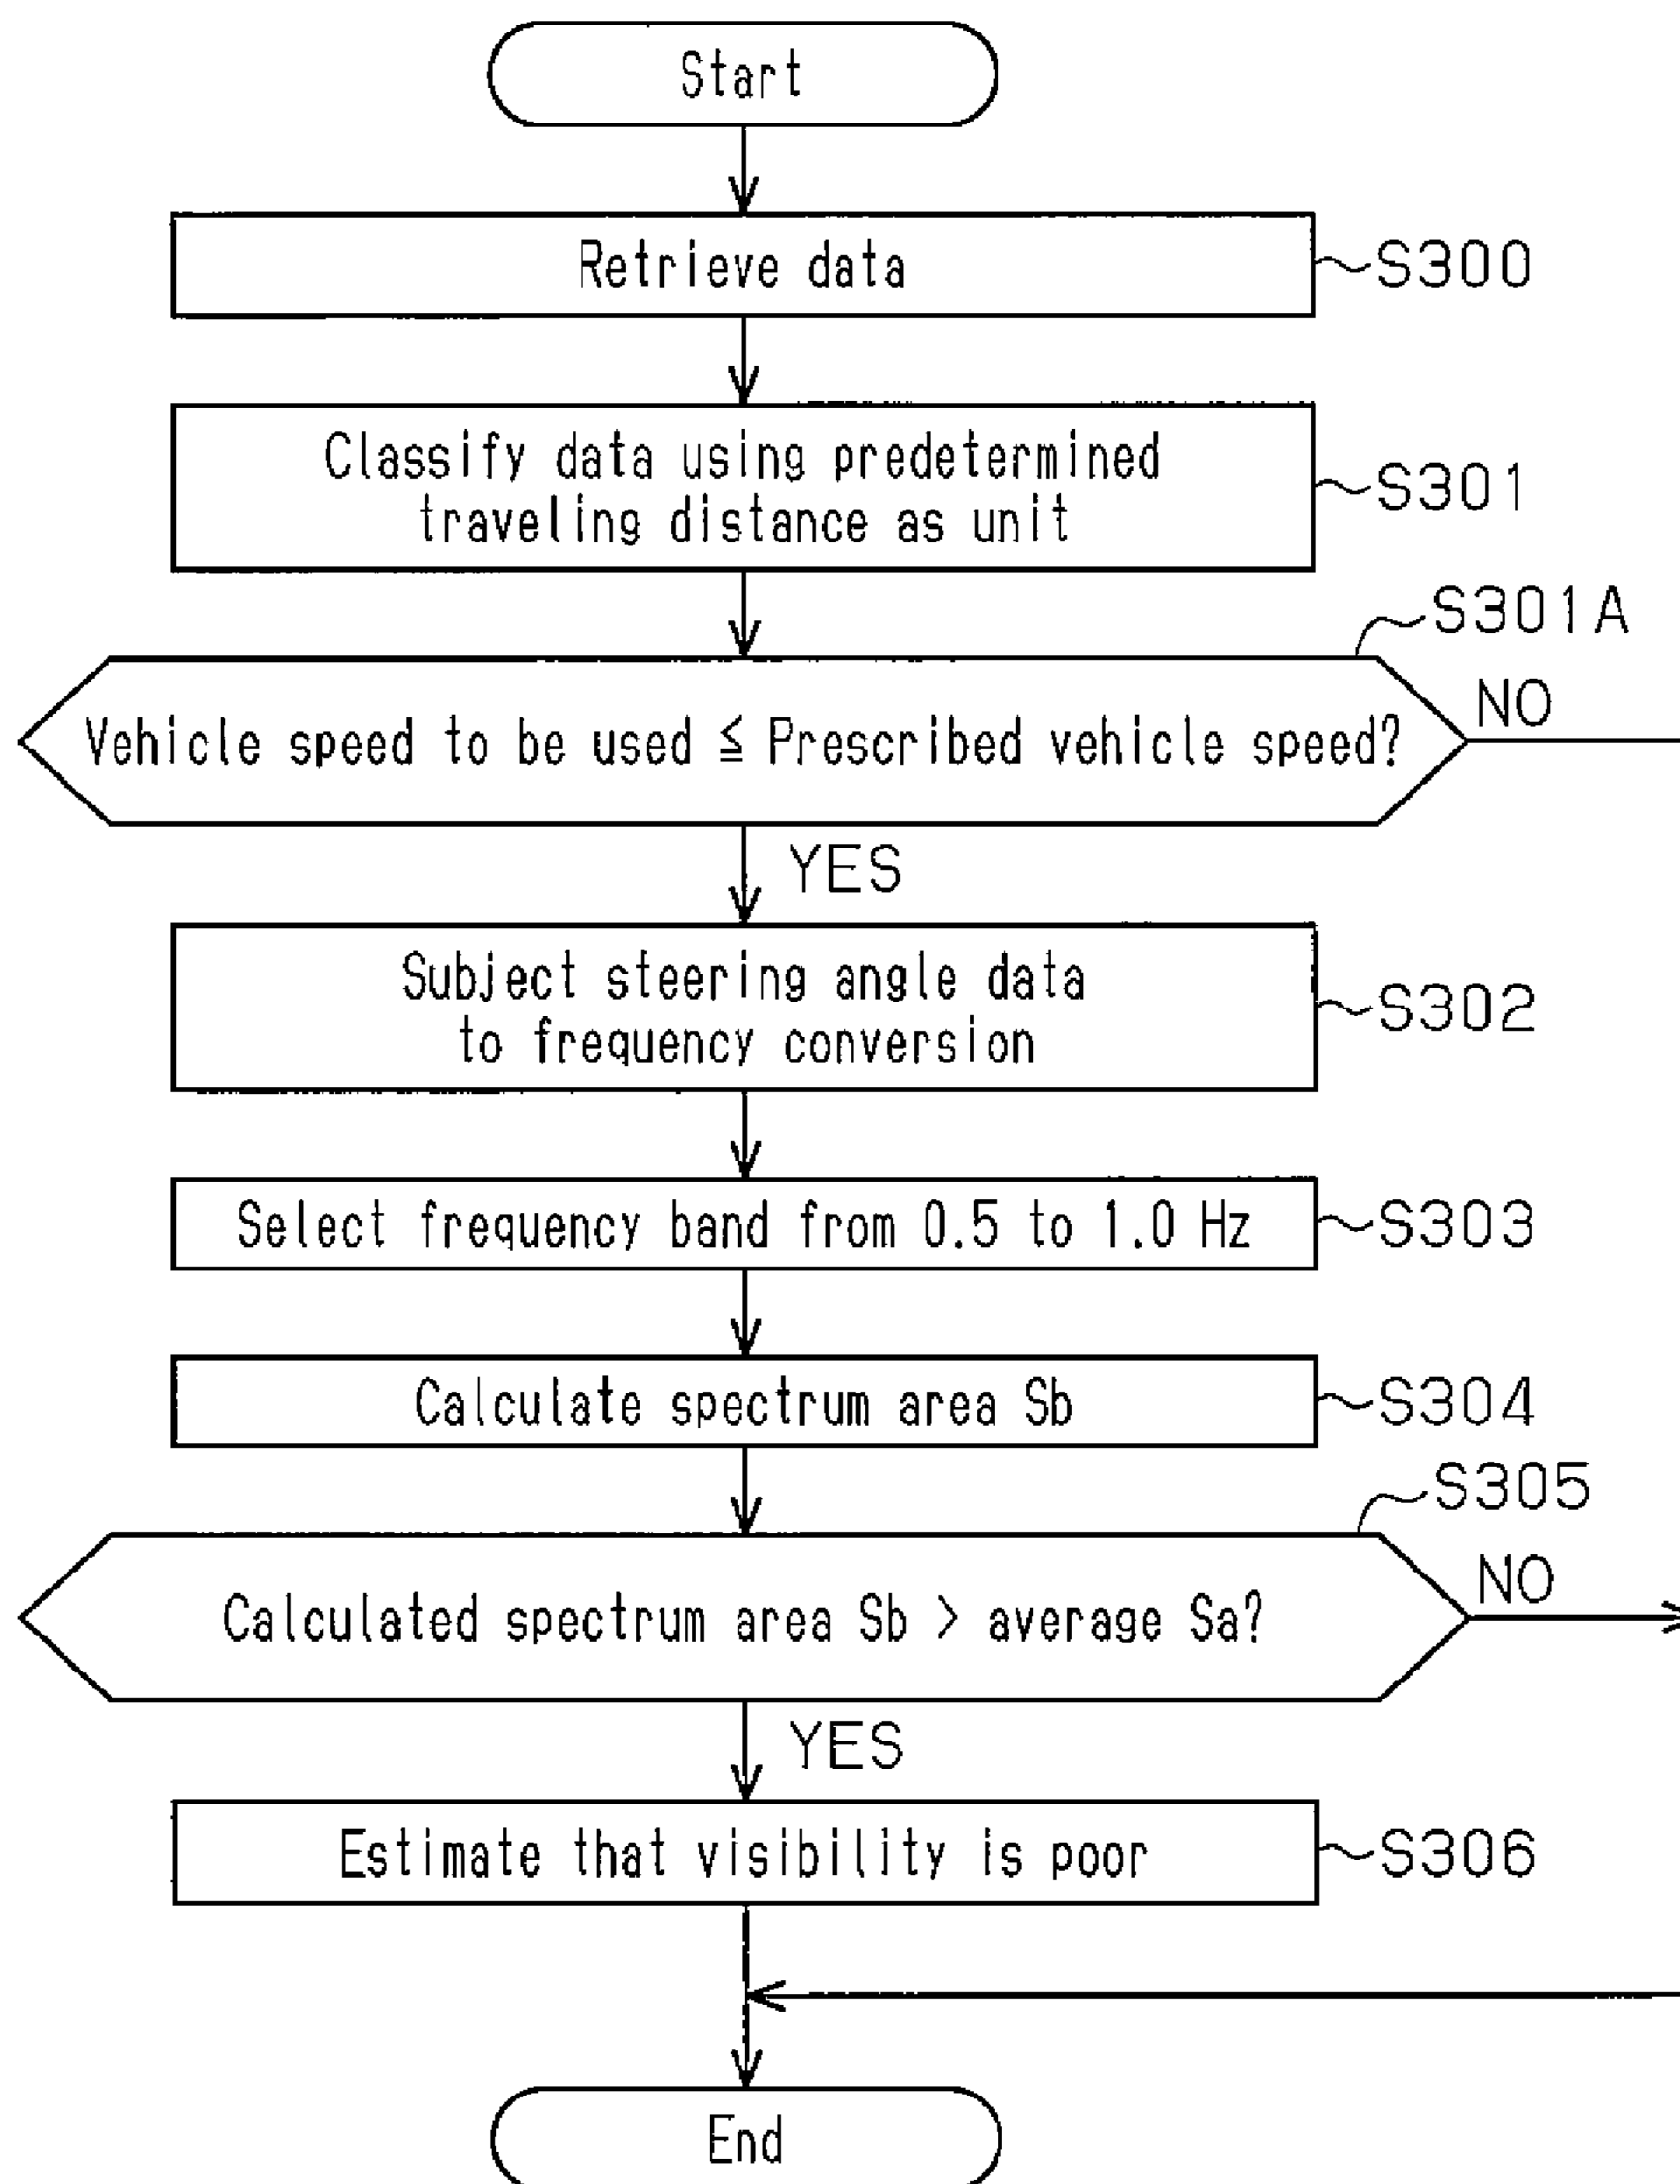 Start
Retrieve data
S300
Classify data using predetermined
traveling distance as unit
S301
S301A
Vehicle speed to be used ≦ Prescribed vehicle speed?
NO
YES
Subject steering angle data
to frequency conversion
S302
Select frequency band from 0.5 to 1.0 Hz
S303
Calculate spectrum area Sb
S304
S305
Calculated spectrum area Sb > average Sa?
NO
YES
Estimate that visibility is poor
S306
End